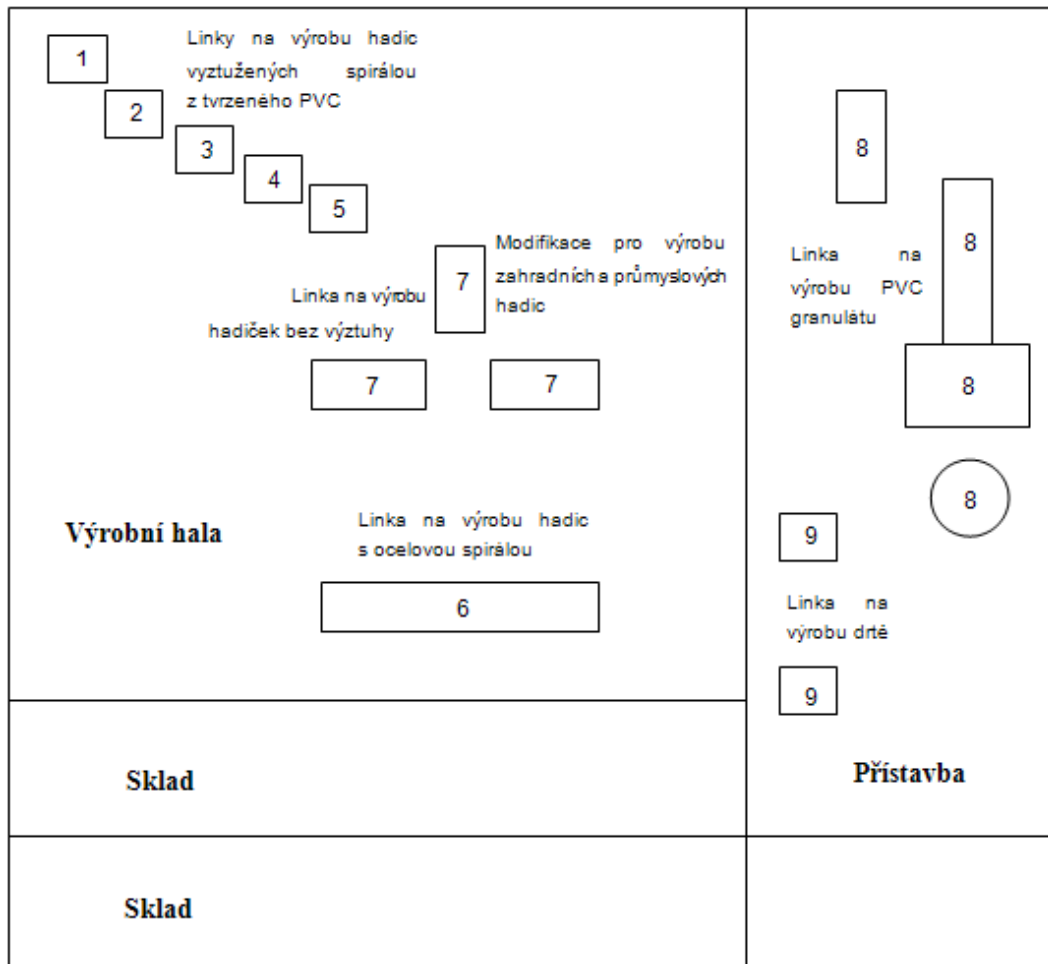 1
Linky na výrobu hadic
vyztužených spirálou
z tvrzeného PVC
2
3
4
5
7
Modifikace pro výrobu
zahradních a průmyslových
hadic
Linka na výrobu
hadiček bez výztuhy
7
7
Linka na výrobu hadic
s ocelovou spirálou
Výrobní hala
6
Sklad
Sklad
8
8
Linka na
výrobu PVC
granulátu
8
8
9
Linka na
výrobu drtě
9
Přístavba